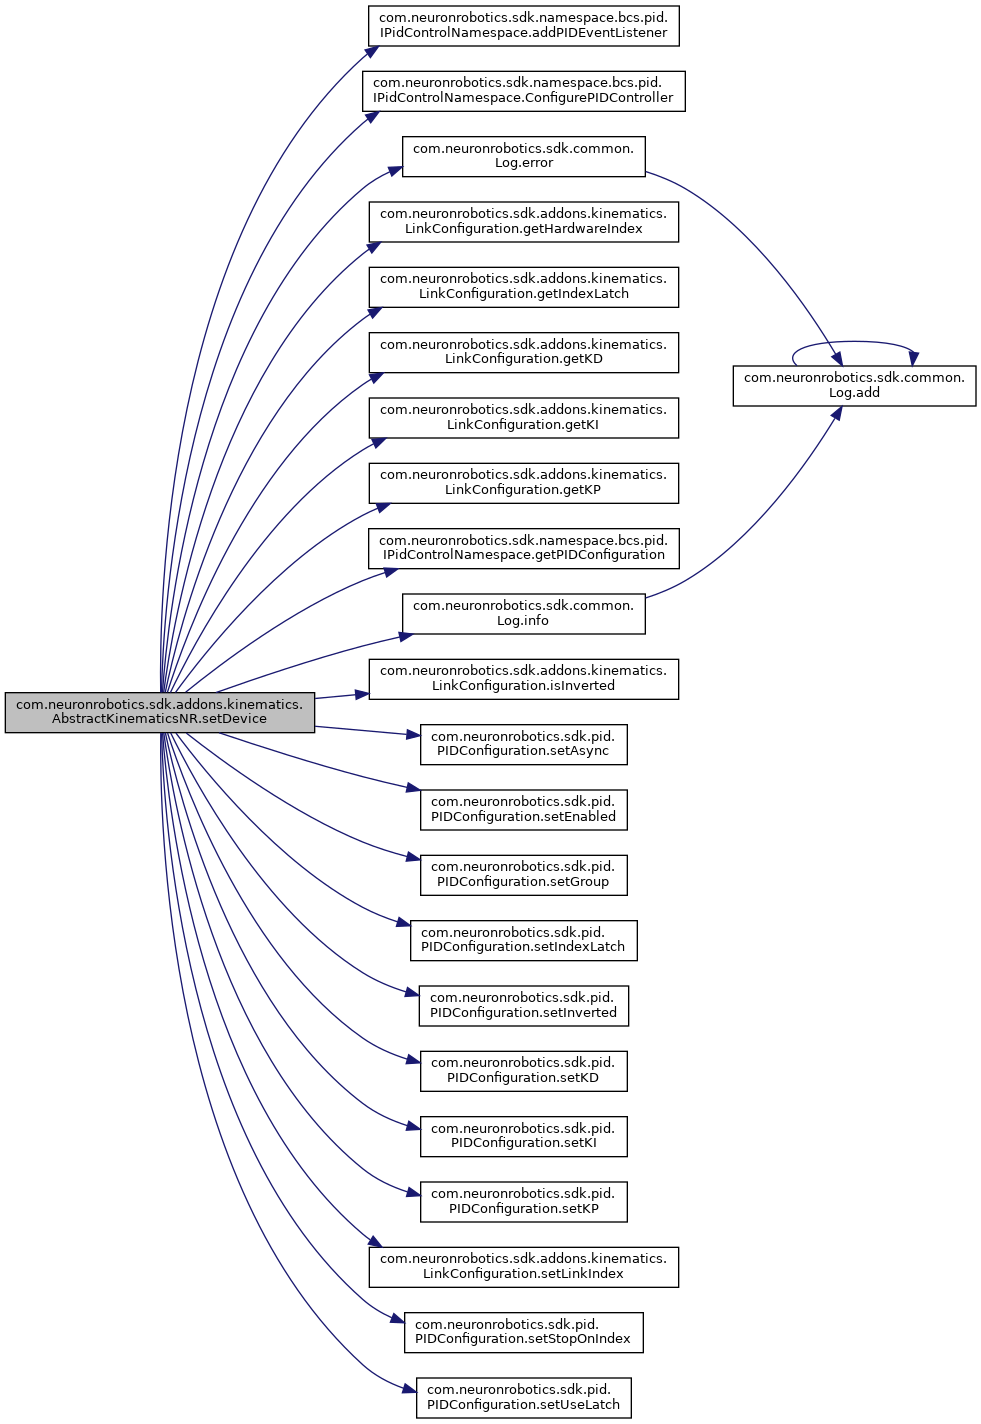 com.neuronrobotics.sdk.namespace.bcs.pid.
IPidControlNamespace.addPIDEventListener
com.neuronrobotics.sdk.namespace.bcs.pid.
IPidControlNamespace.ConfigurePIDController
com.neuronrobotics.sdk.common.
Log.error
com.neuronrobotics.sdk.addons.kinematics.
LinkConfiguration.getHardwareIndex
com.neuronrobotics.sdk.addons.kinematics.
LinkConfiguration.getIndexLatch
com.neuronrobotics.sdk.addons.kinematics.
LinkConfiguration.getKD
com.neuronrobotics.sdk.common.
Log.add
com.neuronrobotics.sdk.addons.kinematics.
LinkConfiguration.getKI
com.neuronrobotics.sdk.addons.kinematics.
LinkConfiguration.getKP
com.neuronrobotics.sdk.namespace.bcs.pid.
IPidControlNamespace.getPIDConfiguration
com.neuronrobotics.sdk.common.
Log.info
com.neuronrobotics.sdk.addons.kinematics.
LinkConfiguration.isInverted
com.neuronrobotics.sdk.addons.kinematics.
AbstractKinematicsNR.setDevice
com.neuronrobotics.sdk.pid.
PIDConfiguration.setAsync
com.neuronrobotics.sdk.pid.
PIDConfiguration.setEnabled
com.neuronrobotics.sdk.pid.
PIDConfiguration.setGroup
com.neuronrobotics.sdk.pid.
PIDConfiguration.setIndexLatch
com.neuronrobotics.sdk.pid.
PIDConfiguration.setInverted
com.neuronrobotics.sdk.pid.
PIDConfiguration.setKD
com.neuronrobotics.sdk.pid.
PIDConfiguration.setKI
com.neuronrobotics.sdk.pid.
PIDConfiguration.setKP
com.neuronrobotics.sdk.addons.kinematics.
LinkConfiguration.setLinkIndex
com.neuronrobotics.sdk.pid.
PIDConfiguration.setStopOnIndex
com.neuronrobotics.sdk.pid.
PIDConfiguration.setUseLatch